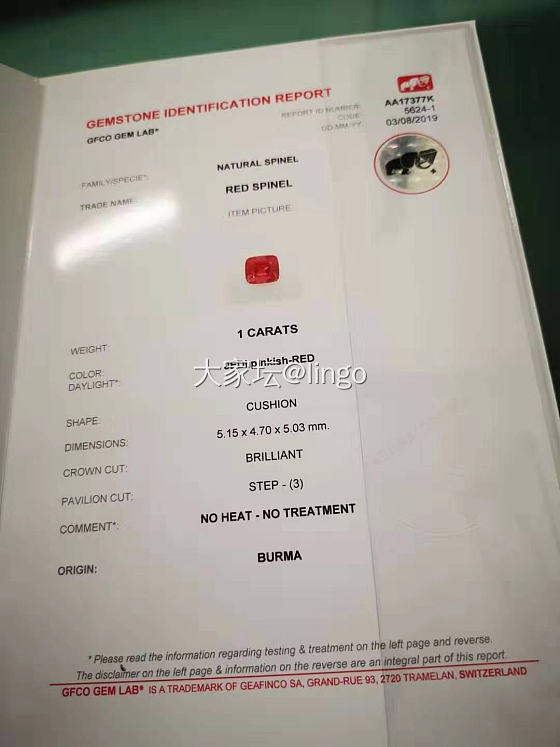 GEMSTONE IDENTIFICATION REPORT
GFCO GEM LAB*
REPORT ID NUMBER: AA17377K
CODE: 5624-1
DD-MM-YY: 03/08/2019
FAMILY/SPECIE*: NATURAL SPINEL
TRADE NAME: RED SPINEL
ITEM PICTURE
WEIGHT: 1 CARATS
COLOR: pinkish-RED
DAYLIGHT*:
大家坛@lingo
SHAPE: CUSHION
DIMENSIONS: 5.15 x 4.70 x 5.03 mm.
CROWN CUT: BRILLIANT
PAVILION CUT: STEP - (3)
COMMENT*: NO HEAT - NO TREATMENT
ORIGIN: BURMA
* Please read the information regarding testing & treatment on the left page and reverse.
The disclaimer on the left page & information on the reverse are an integral part of this report.
GFCO GEM LAB* IS A TRADEMARK OF GEAFINCO SA, GRAND-RUE 93, 2720 TRAMELAN, SWITZERLAND